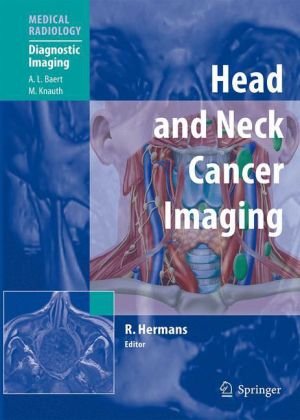 MEDICAL
RADIOLOGY
Diagnostic
Imaging
A. L. Baert
M. Knauth
Head
and Neck
Cancer
Imaging
R. Hermans
Editor
Springer